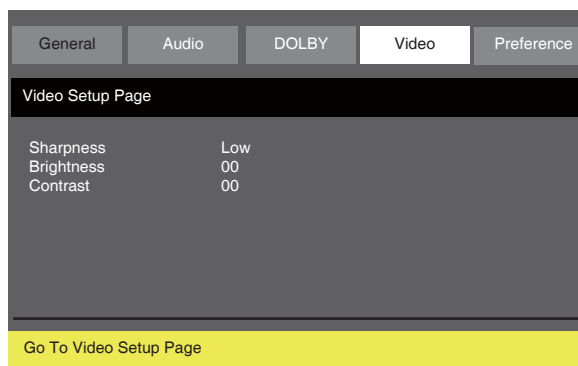 General Audio DOLBY Video Preference
Video Setup Page
Sharpness Low
Brightness 00
Contrast 00
Go To Video Setup Page